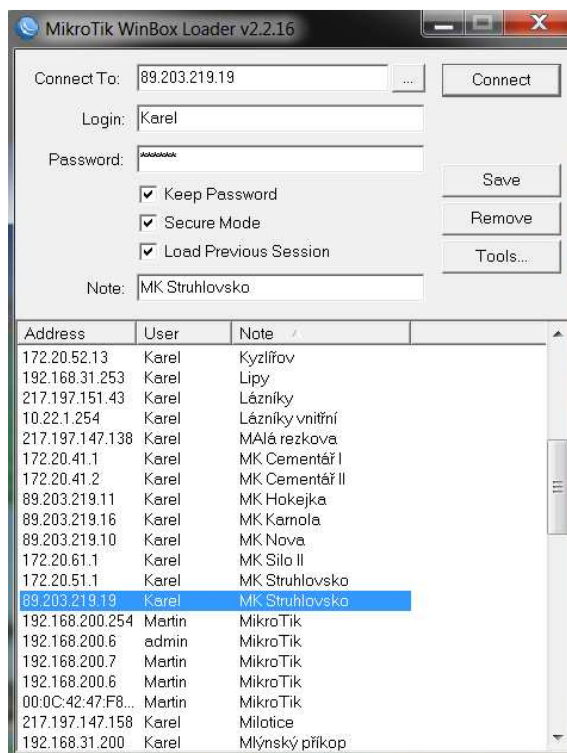 MikroTik WinBox Loader v2.2.16
Connect To: 89.203.219.19 ... Connect
Login: Karel
Password: ******
Keep Password Save
Secure Mode Remove
Load Previous Session Tools...
Note: MK Struhlovsko
Address User Note
172.20.52.13 Karel Kyzlířov
192.168.31.253 Karel Lipy
217.197.151.43 Karel Lázníky
10.22.1.254 Karel Lázníky vnitřní
217.197.147.138 Karel MAlá rezkova
172.20.41.1 Karel MK Cementář I
172.20.41.2 Karel MK Cementář II
89.203.219.11 Karel MK Hokejka
89.203.219.16 Karel MK Karnola
89.203.219.10 Karel MK Nova
172.20.61.1 Karel MK Silo II
172.20.51.1 Karel MK Struhlovsko
89.203.219.19 Karel MK Struhlovsko
192.168.200.254 Martin MikroTik
192.168.200.6 admin MikroTik
192.168.200.7 Martin MikroTik
192.168.200.6 Martin MikroTik
00:0C:42:47:F8... Martin MikroTik
217.197.147.158 Karel Milotice
192.168.31.200 Karel Mlýnský příkop